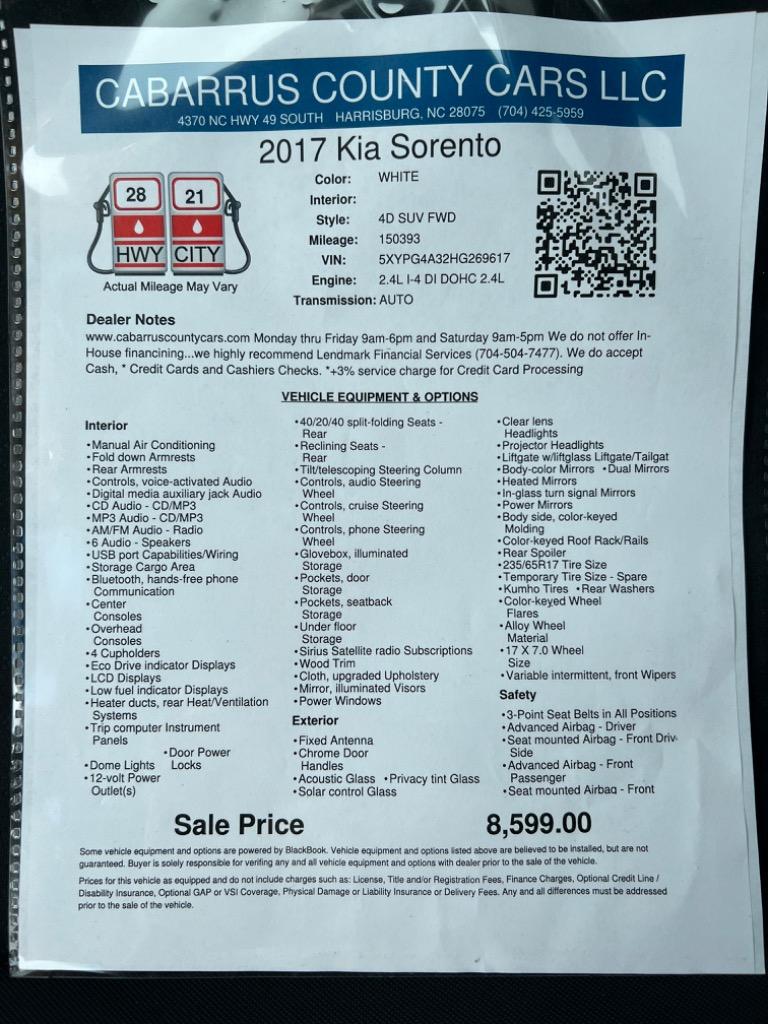 CABARRUS COUNTY CARS LLC
4370 NC HWY 49 SOUTH HARRISBURG, NC 28075 (704) 425-5959
2017 Kia Sorento
28 21
HWY CITY
Actual Mileage May Vary
Color: WHITE
Interior:
Style: 4D SUV FWD
Mileage: 150393
VIN: 5XYPG4A32HG269617
Engine: 2.4L I-4 DI DOHC 2.4L
Transmission: AUTO
Dealer Notes
www.cabarruscountycars.com Monday thru Friday 9am-6pm and Saturday 9am-5pm We do not offer In-
House financining...we highly recommend Lendmark Financial Services (704-504-7477). We do accept
Cash, * Credit Cards and Cashiers Checks. *+3% service charge for Credit Card Processing
VEHICLE EQUIPMENT & OPTIONS
Interior
•Manual Air Conditioning
•Fold down Armrests
•Rear Armrests
•Controls, voice-activated Audio
•Digital media auxiliary jack Audio
•CD Audio - CD/MP3
•MP3 Audio - CD/MP3
•AM/FM Audio - Radio
•6 Audio - Speakers
•USB port Capabilities/Wiring
•Storage Cargo Area
•Bluetooth, hands-free phone
Communication
•Center
Consoles
•Overhead
Consoles
•4 Cupholders
•Eco Drive indicator Displays
•LCD Displays
•Low fuel indicator Displays
•Heater ducts, rear Heat/Ventilation
Systems
•Trip computer Instrument
Panels
•Door Power
•Dome Lights Locks
•12-volt Power
Outlet(s)
•40/20/40 split-folding Seats -
Rear
•Reclining Seats -
Rear
•Tilt/telescoping Steering Column
•Controls, audio Steering
Wheel
•Controls, cruise Steering
Wheel
•Controls, phone Steering
Wheel
•Glovebox, illuminated
Storage
•Pockets, door
Storage
•Pockets, seatback
Storage
•Under floor
Storage
•Sirius Satellite radio Subscriptions
•Wood Trim
•Cloth, upgraded Upholstery
•Mirror, illuminated Visors
•Power Windows
Exterior
•Fixed Antenna
•Chrome Door
Handles
•Acoustic Glass •Privacy tint Glass
•Solar control Glass
•Clear lens
Headlights
•Projector Headlights
•Liftgate w/liftglass Liftgate/Tailgat
•Body-color Mirrors •Dual Mirrors
•Heated Mirrors
•In-glass turn signal Mirrors
•Power Mirrors
•Body side, color-keyed
Molding
•Color-keyed Roof Rack/Rails
•Rear Spoiler
•235/65R17 Tire Size
•Temporary Tire Size - Spare
•Kumho Tires •Rear Washers
•Color-keyed Wheel
Flares
•Alloy Wheel
Material
•17 X 7.0 Wheel
Size
•Variable intermittent, front Wipers
Safety
•3-Point Seat Belts in All Positions
•Advanced Airbag - Driver
•Seat mounted Airbag - Front Driv
Side
•Advanced Airbag - Front
Passenger
•Seat mounted Airbag - Front
Sale Price 8,599.00
Some vehicle equipment and options are powered by BlackBook. Vehicle equipment and options listed above are believed to be installed, but are not
guaranteed. Buyer is solely responsible for verifing any and all vehicle equipment and options with dealer prior to the sale of the vehicle.
Prices for this vehicle as equipped and do not include charges such as: License, Title and/or Registration Fees, Finance Charges, Optional Credit Line /
Disability Insurance, Optional GAP or VSI Coverage, Physical Damage or Liability Insurance or Delivery Fees. Any and all differences must be addressed
prior to the sale of the vehicle.